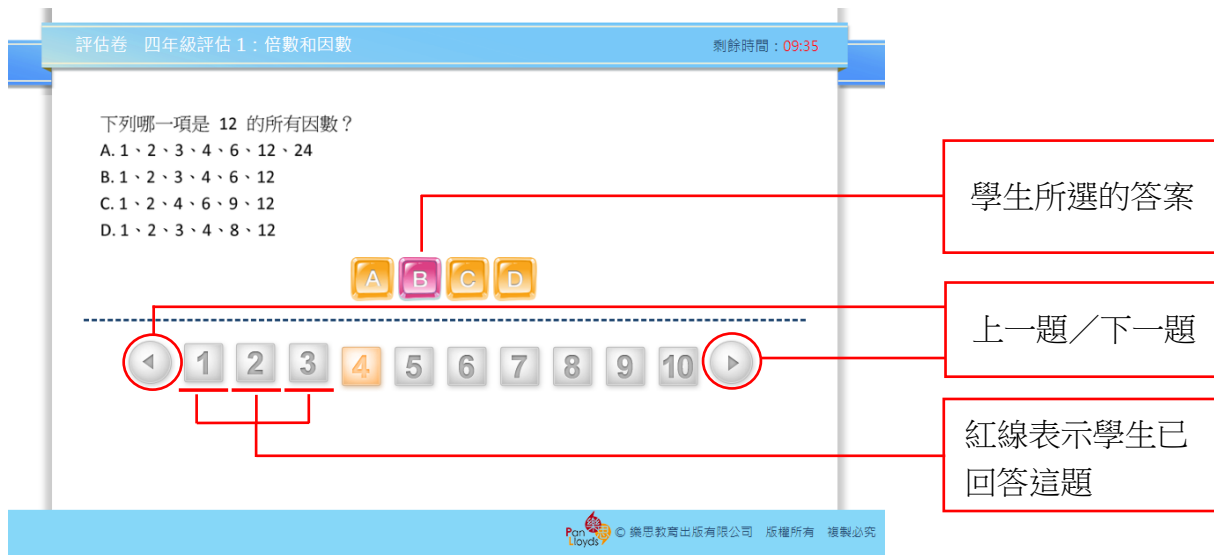 評估卷 四年級評估 1：倍數和因數
剩餘時間：09:35
下列哪一項是 12 的所有因數？
A. 1、2、3、4、6、12、24
B. 1、2、3、4、6、12
C. 1、2、4、6、9、12
D. 1、2、3、4、8、12
A B C D
1 2 3 4 5 6 7 8 9 10
學生所選的答案
上一題／下一題
紅線表示學生已
回答這題
Pan Lloyds 樂思 © 樂思教育出版有限公司 版權所有 複製必究